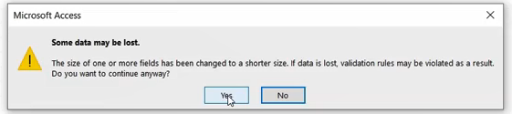 Microsoft Access
Some data may be lost.
The size of one or more fields has been changed to a shorter size. If data is lost, validation rules may be violated as a result.
Do you want to continue anyway?
Yes No